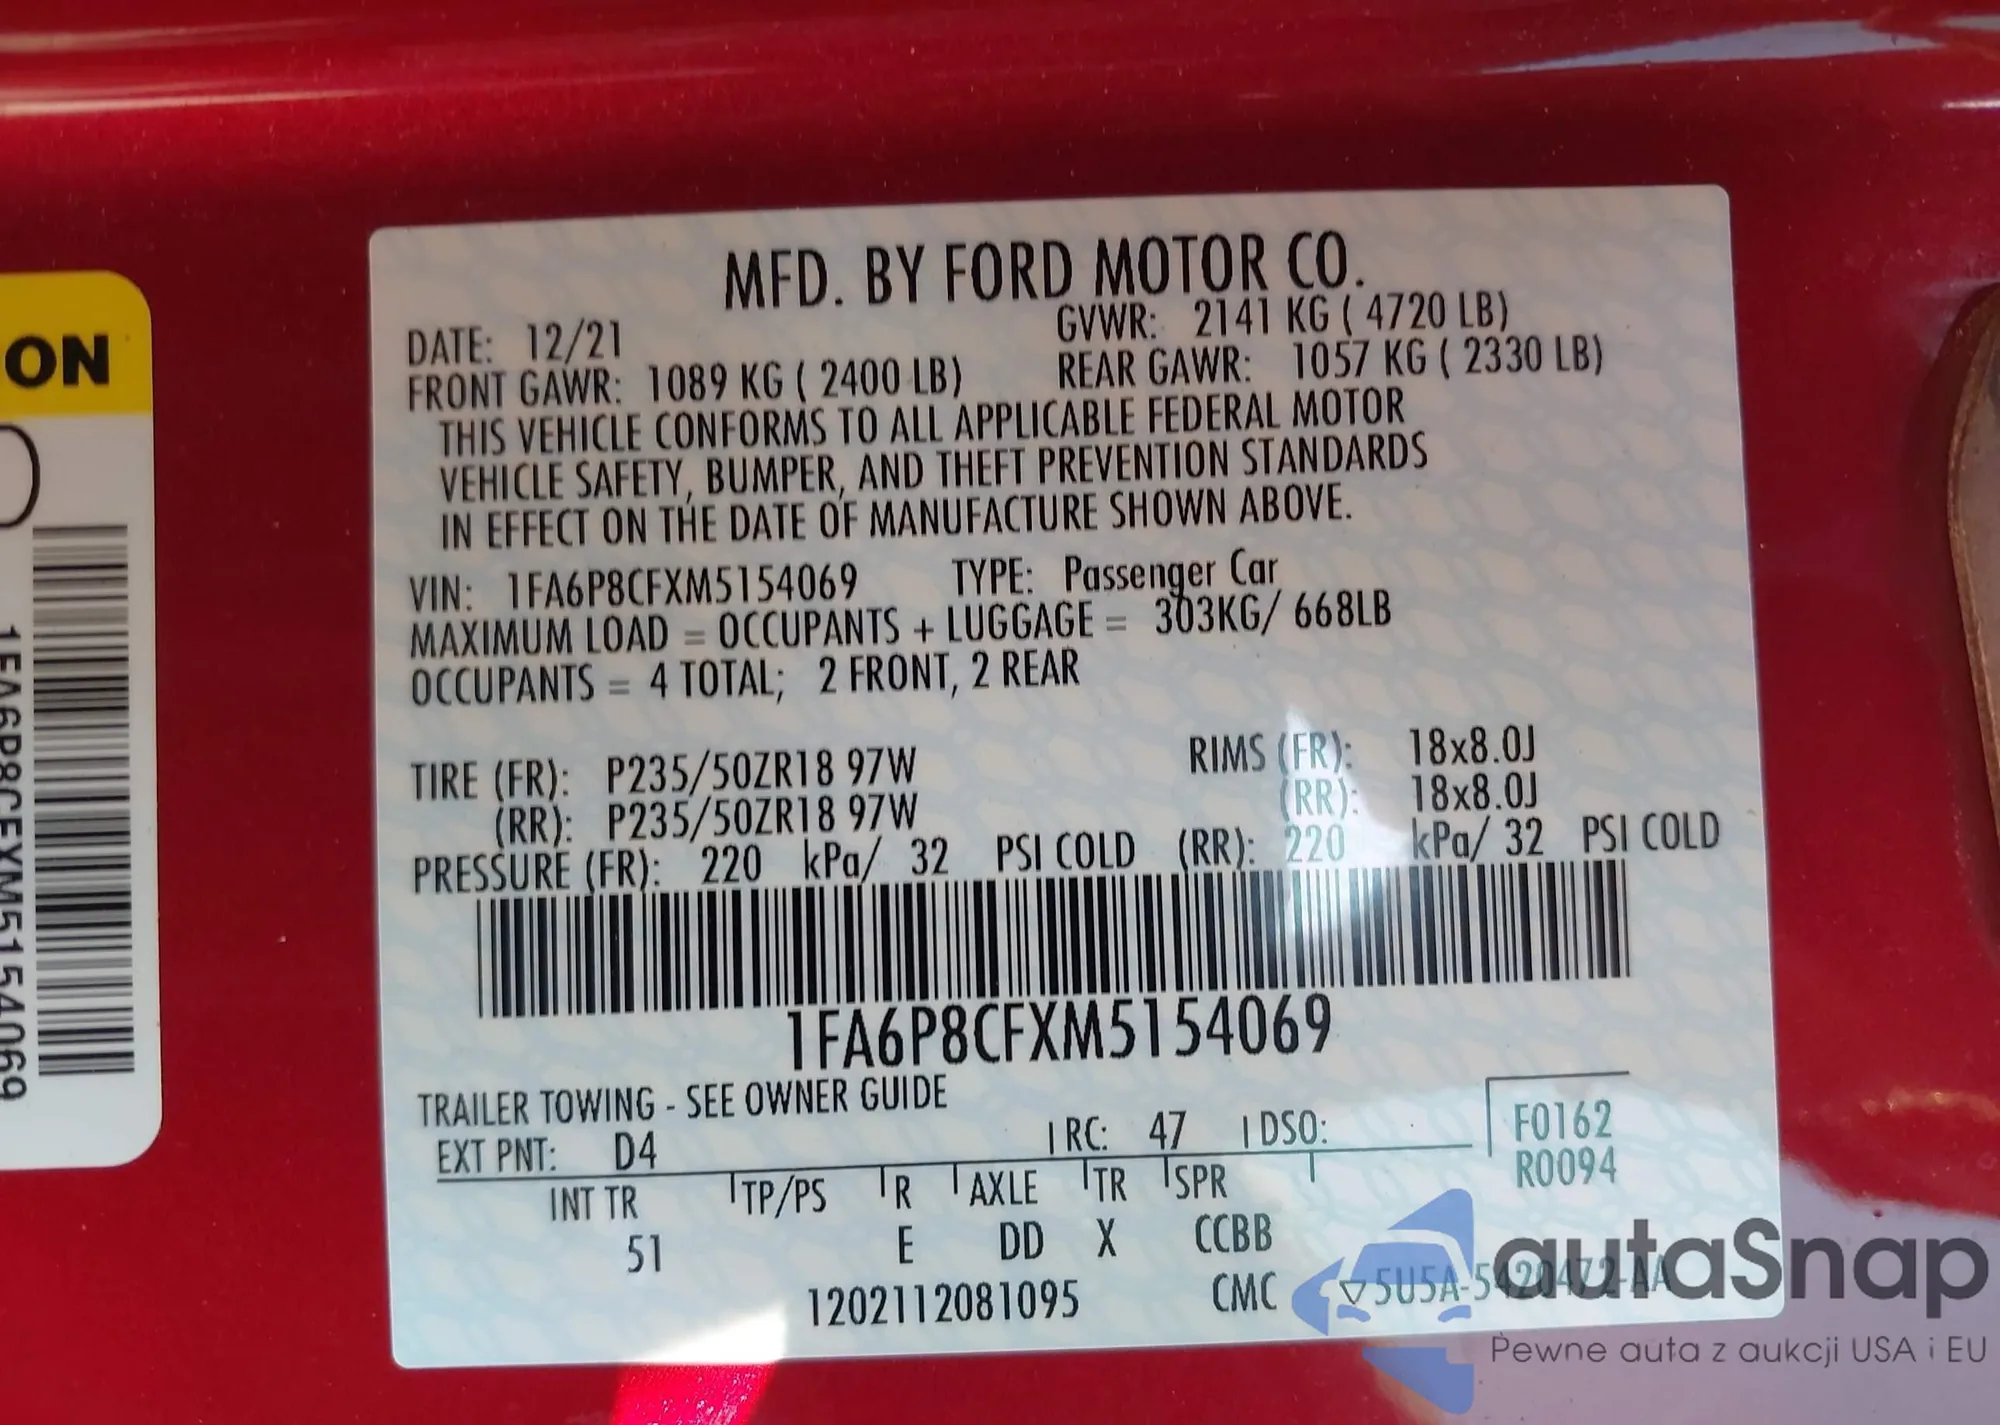 MFD. BY FORD MOTOR CO.
DATE: 12/21 GVWR: 2141 KG ( 4720 LB)
FRONT GAWR: 1089 KG ( 2400 LB) REAR GAWR: 1057 KG ( 2330 LB)
THIS VEHICLE CONFORMS TO ALL APPLICABLE FEDERAL MOTOR
VEHICLE SAFETY, BUMPER, AND THEFT PREVENTION STANDARDS
IN EFFECT ON THE DATE OF MANUFACTURE SHOWN ABOVE.
VIN: 1FA6P8CFXM5154069 TYPE: Passenger Car
MAXIMUM LOAD = OCCUPANTS + LUGGAGE = 303KG/ 668LB
OCCUPANTS = 4 TOTAL; 2 FRONT, 2 REAR
TIRE (FR): P235/50ZR18 97W RIMS (FR): 18x8.0J
(RR): P235/50ZR18 97W (RR): 18x8.0J
PRESSURE (FR): 220 kPa/ 32 PSI COLD (RR): 220 kPa/ 32 PSI COLD
1FA6P8CFXM5154069
TRAILER TOWING - SEE OWNER GUIDE
EXT PNT: D4 RC: 47 DSO: F0162
R0094
INT TR TP/PS R AXLE TR SPR
51 E DD X CCBB
1202112081095 CMC ▽5U5A-5420472-AA
ON
1FA6P8CFXM5154069
autaSnap
Pewne auta z aukcji USA i EU